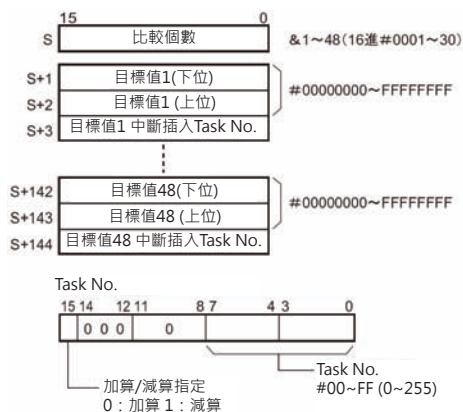 15 0
S 比較個數 &1~48(16進#0001~30)
S+1 目標值1(下位)
S+2 目標值1 (上位) #00000000~FFFFFFFF
S+3 目標值1 中斷插入Task No.
S+142 目標值48(下位)
S+143 目標值48 (上位) #00000000~FFFFFFFF
S+144 目標值48 中斷插入Task No.
Task No.
15 14 12 11 8 7 4 3 0
0 0 0 0
Task No.
#00~FF (0~255)
加算/減算指定
0：加算 1：減算